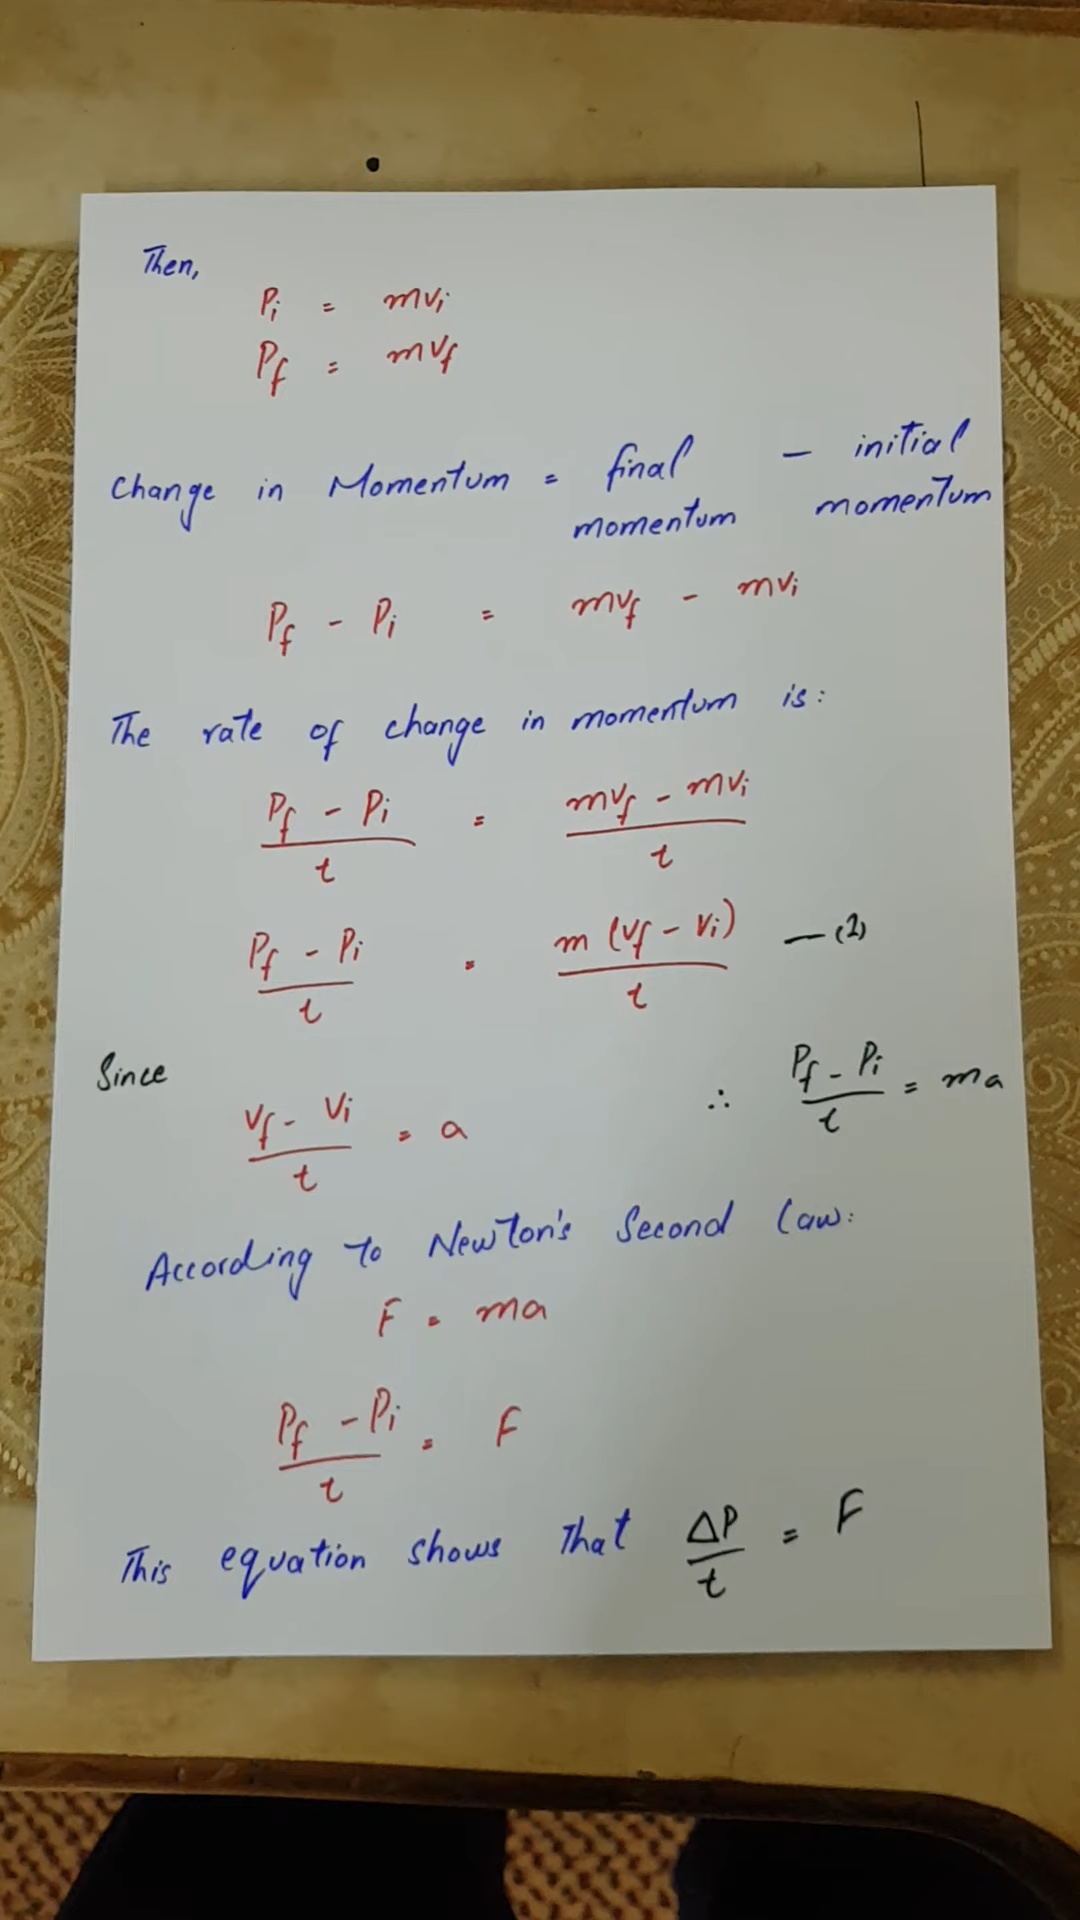 Then,
Pi = mvi
Pf = mvf
Change in Momentum = final momentum - initial momentum
Pf - Pi = mvf - mvi
The rate of change in momentum is:
Pf - Pi / t = mvf - mvi / t
Pf - Pi / t = m (vf - vi) / t — (2)
Since
vf - vi / t = a ∴ Pf - Pi / t = ma
According to Newton's Second Law:
F = ma
Pf - Pi / t = F
This equation shows that ΔP / t = F